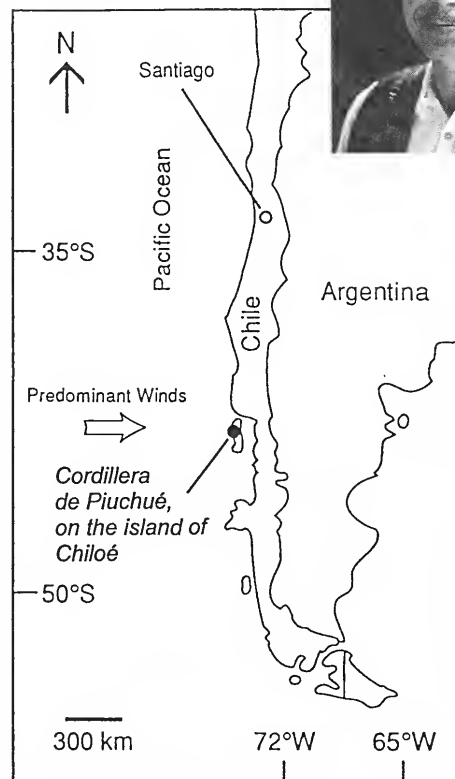 N
Santiago
Pacific Ocean
35°S
Chile
Argentina
Predominant Winds
Cordillera
de Piuchué,
on the island of
Chiloé
50°S
300 km
72°W
65°W